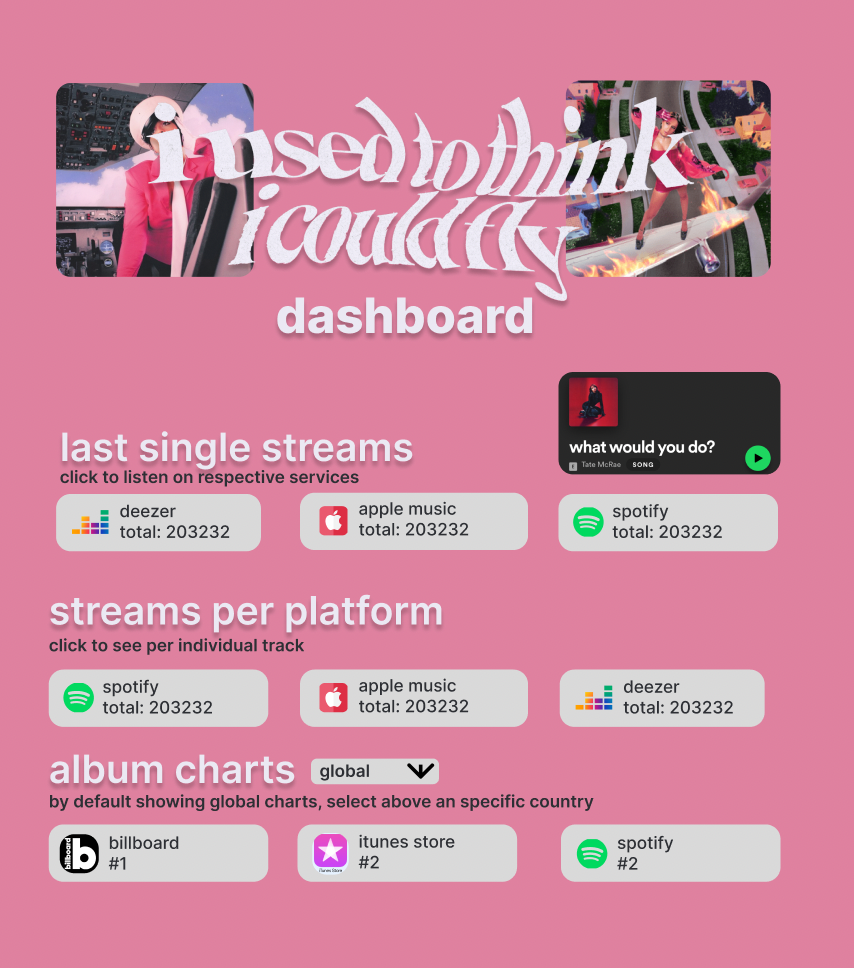 i used to think
i could fly
dashboard
what would you do?
Tate McRae SONG
last single streams
click to listen on respective services
deezer
total: 203232
apple music
total: 203232
spotify
total: 203232
streams per platform
click to see per individual track
spotify
total: 203232
apple music
total: 203232
deezer
total: 203232
album charts
global
by default showing global charts, select above an specific country
billboard
b
billboard
#1
iTunes Store
itunes store
#2
spotify
#2